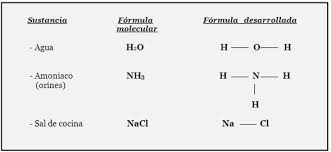 Sustancia Fórmula molecular Fórmula desarrollada
- Agua H2O H — O — H
- Amoniaco (orines) NH3 H — N — H
|
H
- Sal de cocina NaCl Na — Cl